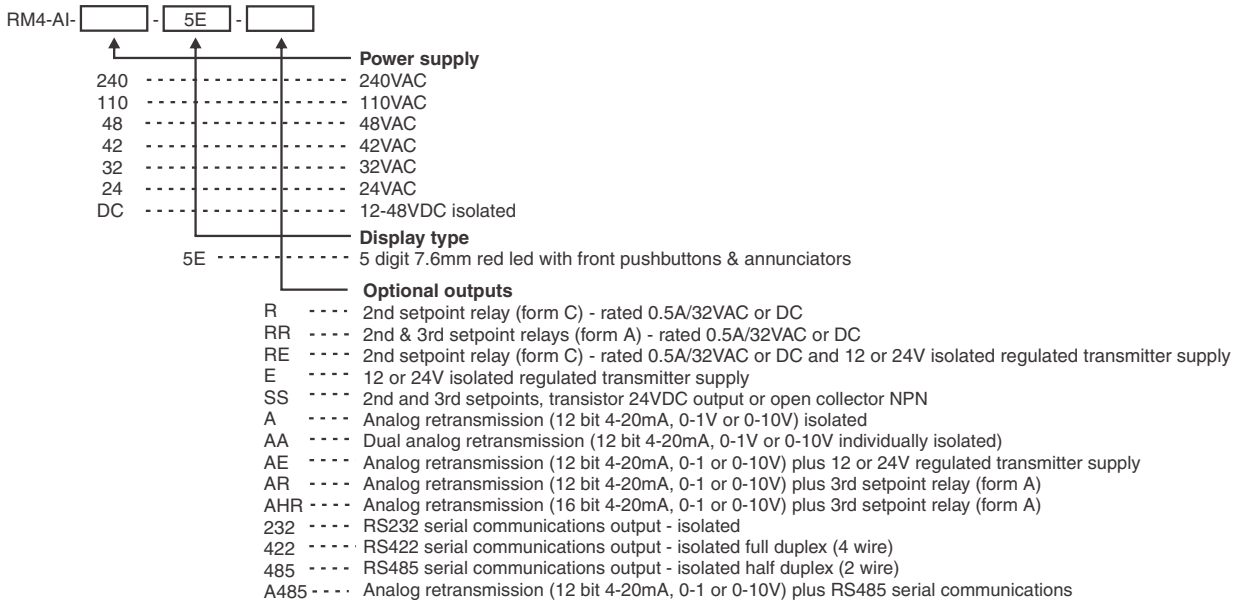 RM4-AI- - 5E -
Power supply
240 240VAC
110 110VAC
48 48VAC
42 42VAC
32 32VAC
24 24VAC
DC 12-48VDC isolated
Display type
5E 5 digit 7.6mm red led with front pushbuttons & annunciators
Optional outputs
R 2nd setpoint relay (form C) - rated 0.5A/32VAC or DC
RR 2nd & 3rd setpoint relays (form A) - rated 0.5A/32VAC or DC
RE 2nd setpoint relay (form C) - rated 0.5A/32VAC or DC and 12 or 24V isolated regulated transmitter supply
E 12 or 24V isolated regulated transmitter supply
SS 2nd and 3rd setpoints, transistor 24VDC output or open collector NPN
A Analog retransmission (12 bit 4-20mA, 0-1V or 0-10V) isolated
AA Dual analog retransmission (12 bit 4-20mA, 0-1V or 0-10V individually isolated)
AE Analog retransmission (12 bit 4-20mA, 0-1 or 0-10V) plus 12 or 24V regulated transmitter supply
AR Analog retransmission (12 bit 4-20mA, 0-1 or 0-10V) plus 3rd setpoint relay (form A)
AHR Analog retransmission (16 bit 4-20mA, 0-1 or 0-10V) plus 3rd setpoint relay (form A)
232 RS232 serial communications output - isolated
422 RS422 serial communications output - isolated full duplex (4 wire)
485 RS485 serial communications output - isolated half duplex (2 wire)
A485 Analog retransmission (12 bit 4-20mA, 0-1 or 0-10V) plus RS485 serial communications